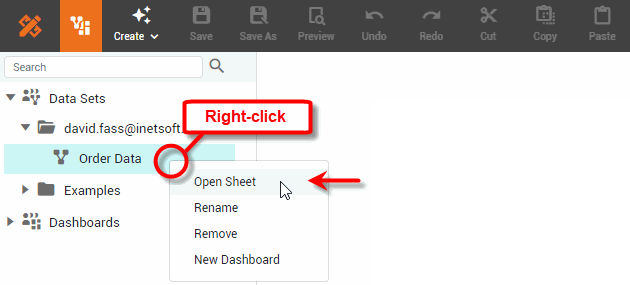 Create
Save
Save As
Preview
Undo
Redo
Cut
Copy
Paste
Search
Data Sets
david.fass@inetsoft.
Right-click
Order Data
Open Sheet
Examples
Rename
Dashboards
Remove
New Dashboard